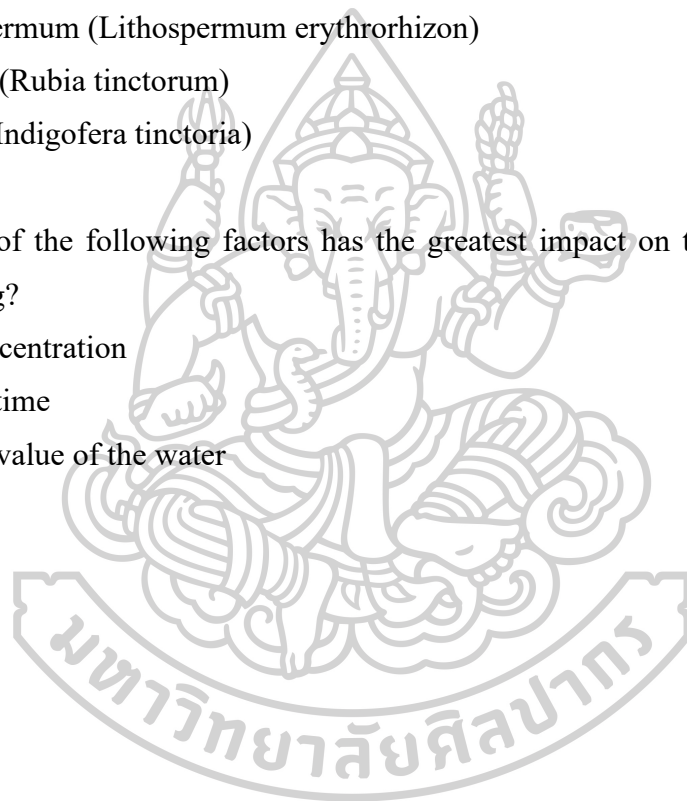 ermum (Lithospermum erythrorhizon)
(Rubia tinctorum)
Indigofera tinctoria)
of the following factors has the greatest impact on t
g?
centration
time
value of the water
มหาวิทยาลัยศิลปากร